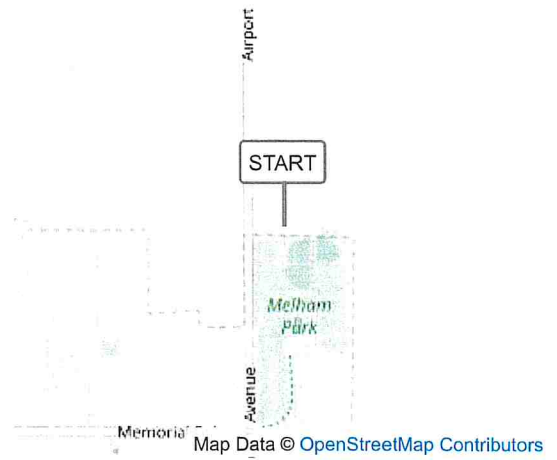 Airport
START
Melham
Park
Avenue
Memorial
Map Data © OpenStreetMap Contributors